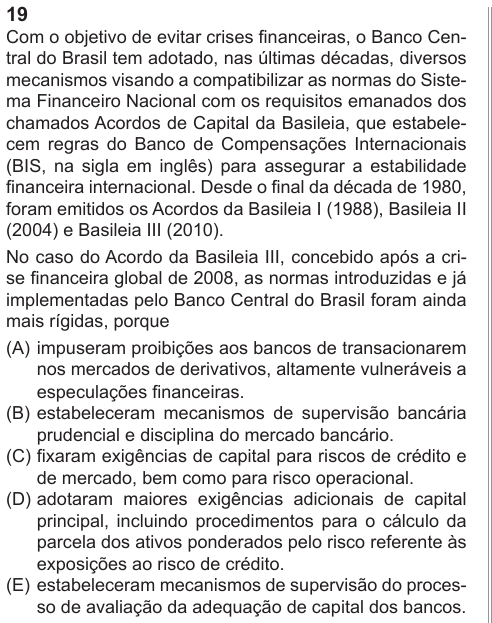 19
Com o objetivo de evitar crises financeiras, o Banco Cen-
tral do Brasil tem adotado, nas últimas décadas, diversos
mecanismos visando a compatibilizar as normas do Siste-
ma Financeiro Nacional com os requisitos emanados dos
chamados Acordos de Capital da Basileia, que estabele-
cem regras do Banco de Compensações Internacionais
(BIS, na sigla em inglês) para assegurar a estabilidade
financeira internacional. Desde o final da década de 1980,
foram emitidos os Acordos da Basileia I (1988), Basileia II
(2004) e Basileia III (2010).
No caso do Acordo da Basileia III, concebido após a cri-
se financeira global de 2008, as normas introduzidas e já
implementadas pelo Banco Central do Brasil foram ainda
mais rígidas, porque
(A) impuseram proibições aos bancos de transacionarem
nos mercados de derivativos, altamente vulneráveis a
especulações financeiras.
(B) estabeleceram mecanismos de supervisão bancária
prudencial e disciplina do mercado bancário.
(C) fixaram exigências de capital para riscos de crédito e
de mercado, bem como para risco operacional.
(D) adotaram maiores exigências adicionais de capital
principal, incluindo procedimentos para o cálculo da
parcela dos ativos ponderados pelo risco referente às
exposições ao risco de crédito.
(E) estabeleceram mecanismos de supervisão do proces-
so de avaliação da adequação de capital dos bancos.